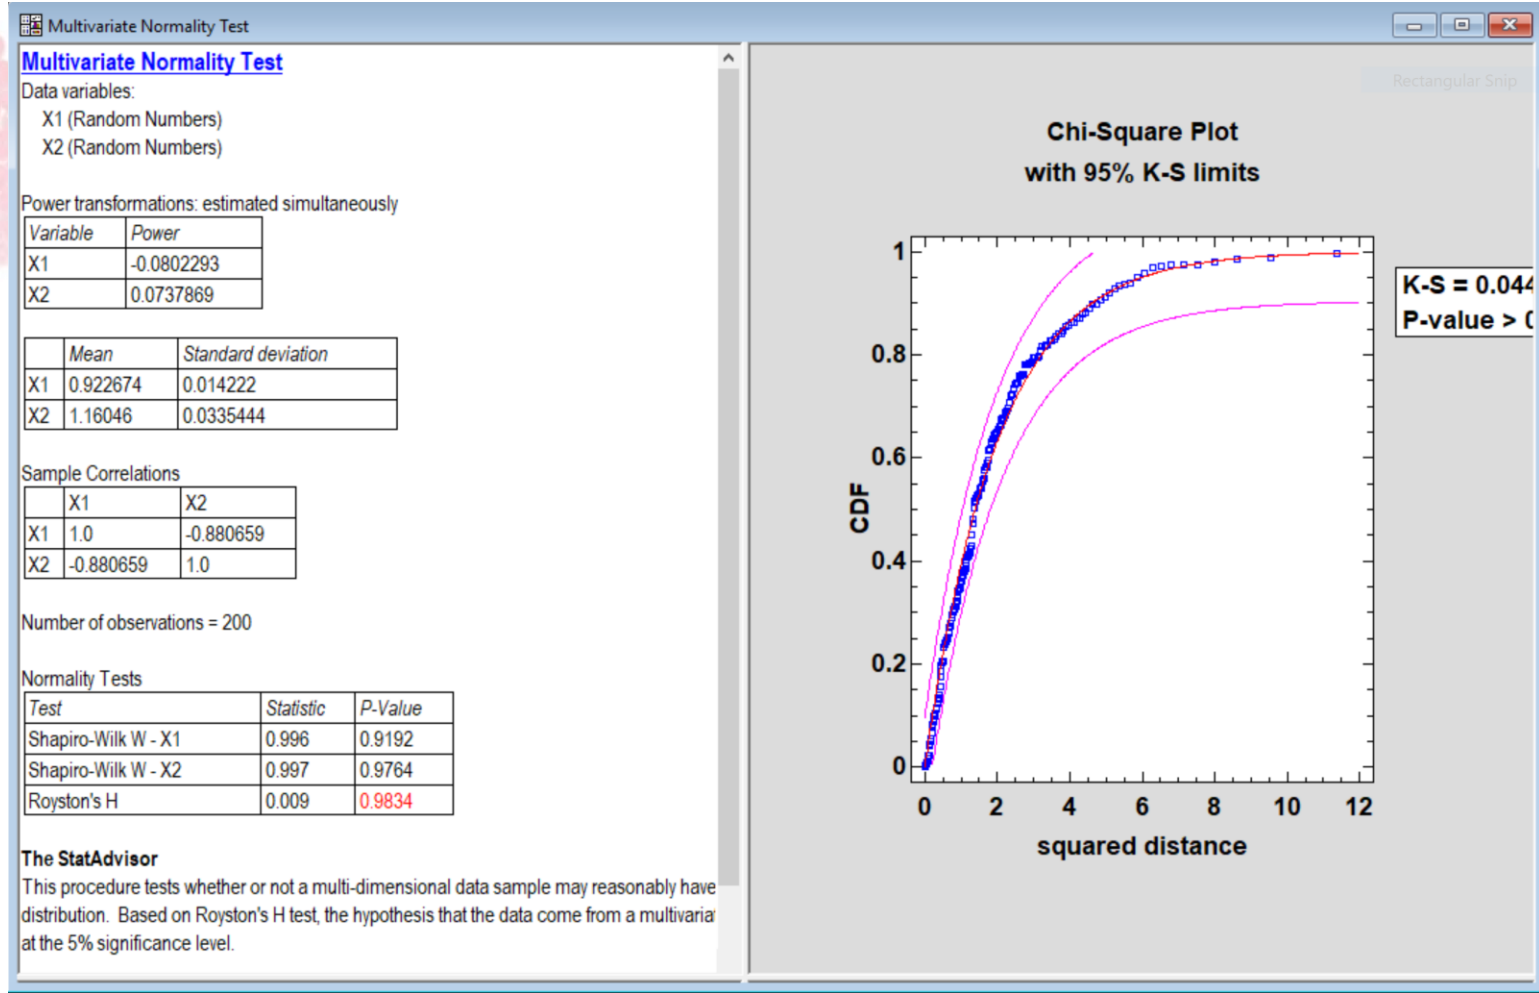 Multivariate Normality Test
Multivariate Normality Test
Data variables:
X1 (Random Numbers)
X2 (Random Numbers)
Power transformations: estimated simultaneously
Variable Power
X1 -0.0802293
X2 0.0737869
Mean Standard deviation
X1 0.922674 0.014222
X2 1.16046 0.0335444
Sample Correlations
X1 X2
X1 1.0 -0.880659
X2 -0.880659 1.0
Number of observations = 200
Normality Tests
Test Statistic P-Value
Shapiro-Wilk W - X1 0.996 0.9192
Shapiro-Wilk W - X2 0.997 0.9764
Royston's H 0.009 0.9834
The StatAdvisor
This procedure tests whether or not a multi-dimensional data sample may reasonably have
distribution. Based on Royston's H test, the hypothesis that the data come from a multivaria
at the 5% significance level.
Rectangular Snip
Chi-Square Plot
with 95% K-S limits
K-S = 0.044
P-value > 0
1
0.8
0.6
0.4
0.2
0
CDF
0 2 4 6 8 10 12
squared distance